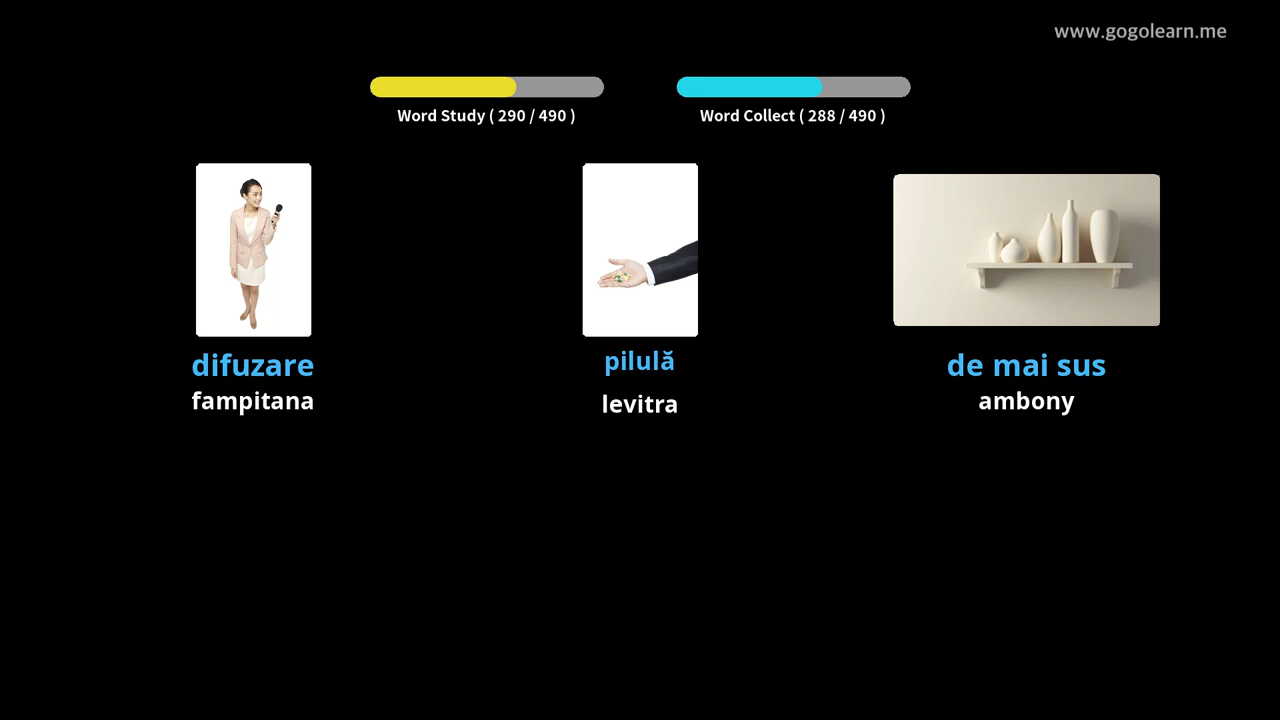 www.gogolearn.me
Word Study ( 290 / 490 )
Word Collect ( 288 / 490 )
difuzare
fampitana
pilulă
levitra
de mai sus
ambony